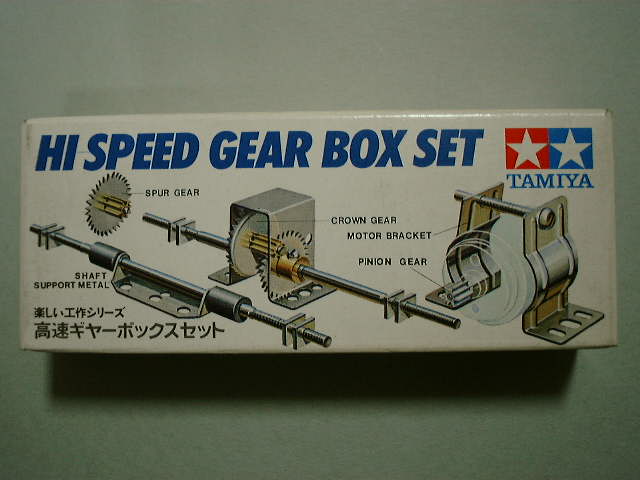 HI SPEED GEAR BOX SET
TAMIYA
SPUR GEAR
CROWN GEAR
MOTOR BRACKET
PINION GEAR
SHAFT
SUPPORT METAL
楽しい工作シリーズ
高速ギヤーボックスセット